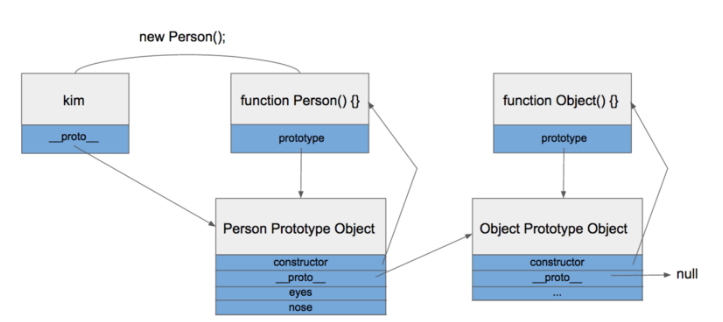 new Person();
kim
__proto__
function Person() {}
prototype
function Object() {}
prototype
Person Prototype Object
constructor
__proto__
eyes
nose
Object Prototype Object
constructor
__proto__
...
null